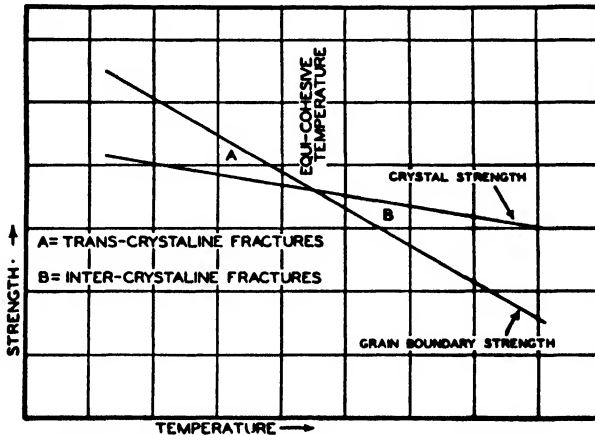 EQUI-COHESIVE
TEMPERATURE
A
CRYSTAL STRENGTH
B
A= TRANS-CRYSTALINE FRACTURES
B= INTER-CRYSTALINE FRACTURES
STRENGTH·
GRAIN BOUNDARY STRENGTH
TEMPERATURE